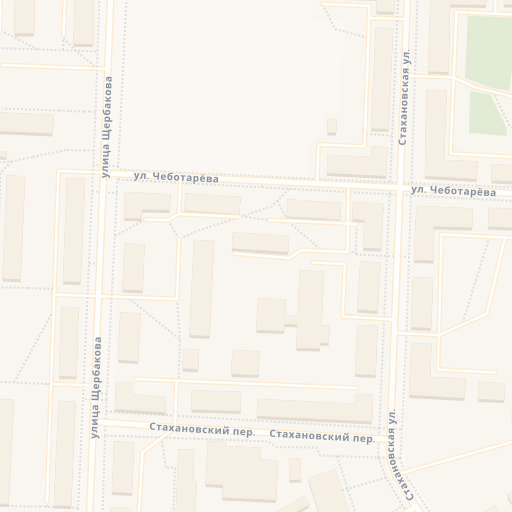 Стахановская ул.
улица Щербакова
ул. Чеботарёва
ул. Чеботарёва
улица Щербакова
Стахановский пер.
Стахановский пер.
Стахановская ул.